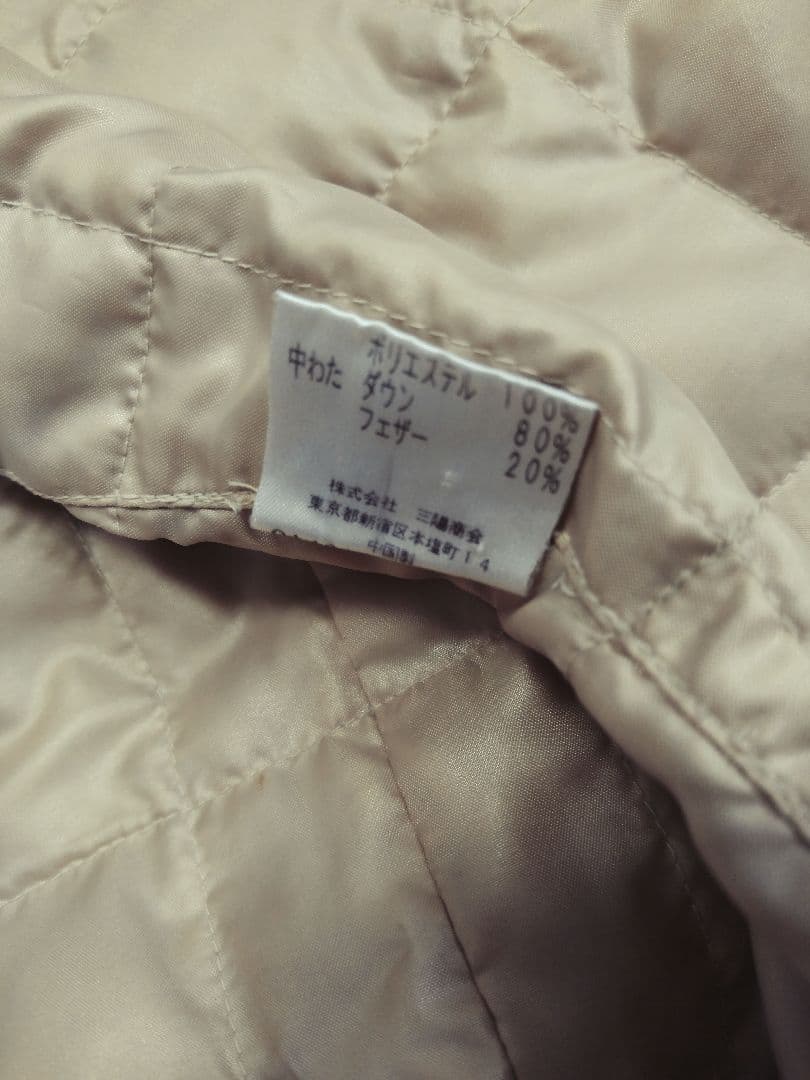 ポリエステル 100%
中わた ダウン 80%
フェザー 20%
株式会社 三陽商会
東京都新宿区本塩町14
中国製